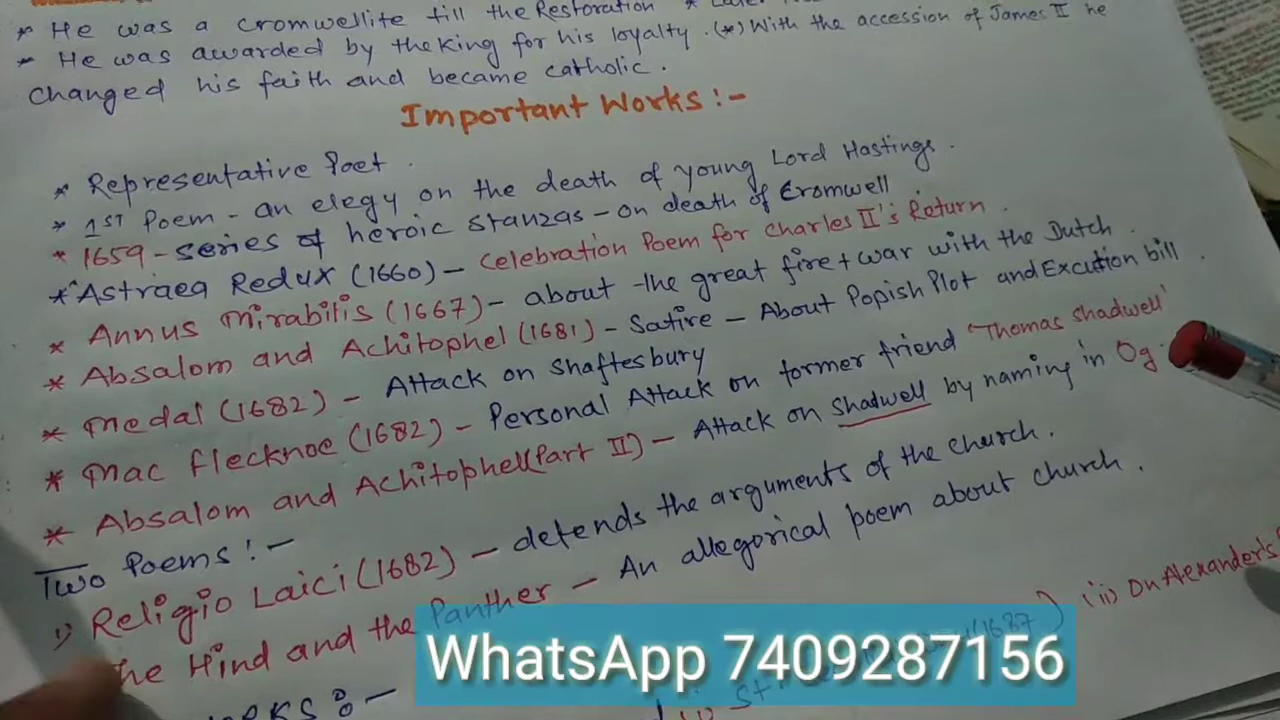 * He was a cromwellite till the Restoration *
* He was awarded by the King for his loyalty . (*) With the accession of James II he
changed his faith and became catholic .
Important Works :-
* Representative Poet .
* 1ST Poem - an elegy on the death of young Lord Hastings .
* 1659 - series of heroic stanzas - on death of Cromwell
* Astraea Redux (1660) - Celebration Poem for Charles II's Return .
* Annus Mirabilis (1667) - about the great fire + war with the Dutch .
* Absalom and Achitophel (1681) - Satire - About Popish Plot and Excution bill .
* Medal (1682) - Attack on Shaftesbury
* Mac Flecknoe (1682) - Personal Attack on former friend 'Thomas Shadwell'
* Absalom and Achitophel (Part II) - Attack on Shadwell by naming in Og .
Two Poems : -
1) Religio Laici (1682) - defends the arguments of the church .
The Hind and the Panther - An allegorical poem about church .
(1687) (ii) On Alexander's
WhatsApp 7409287156